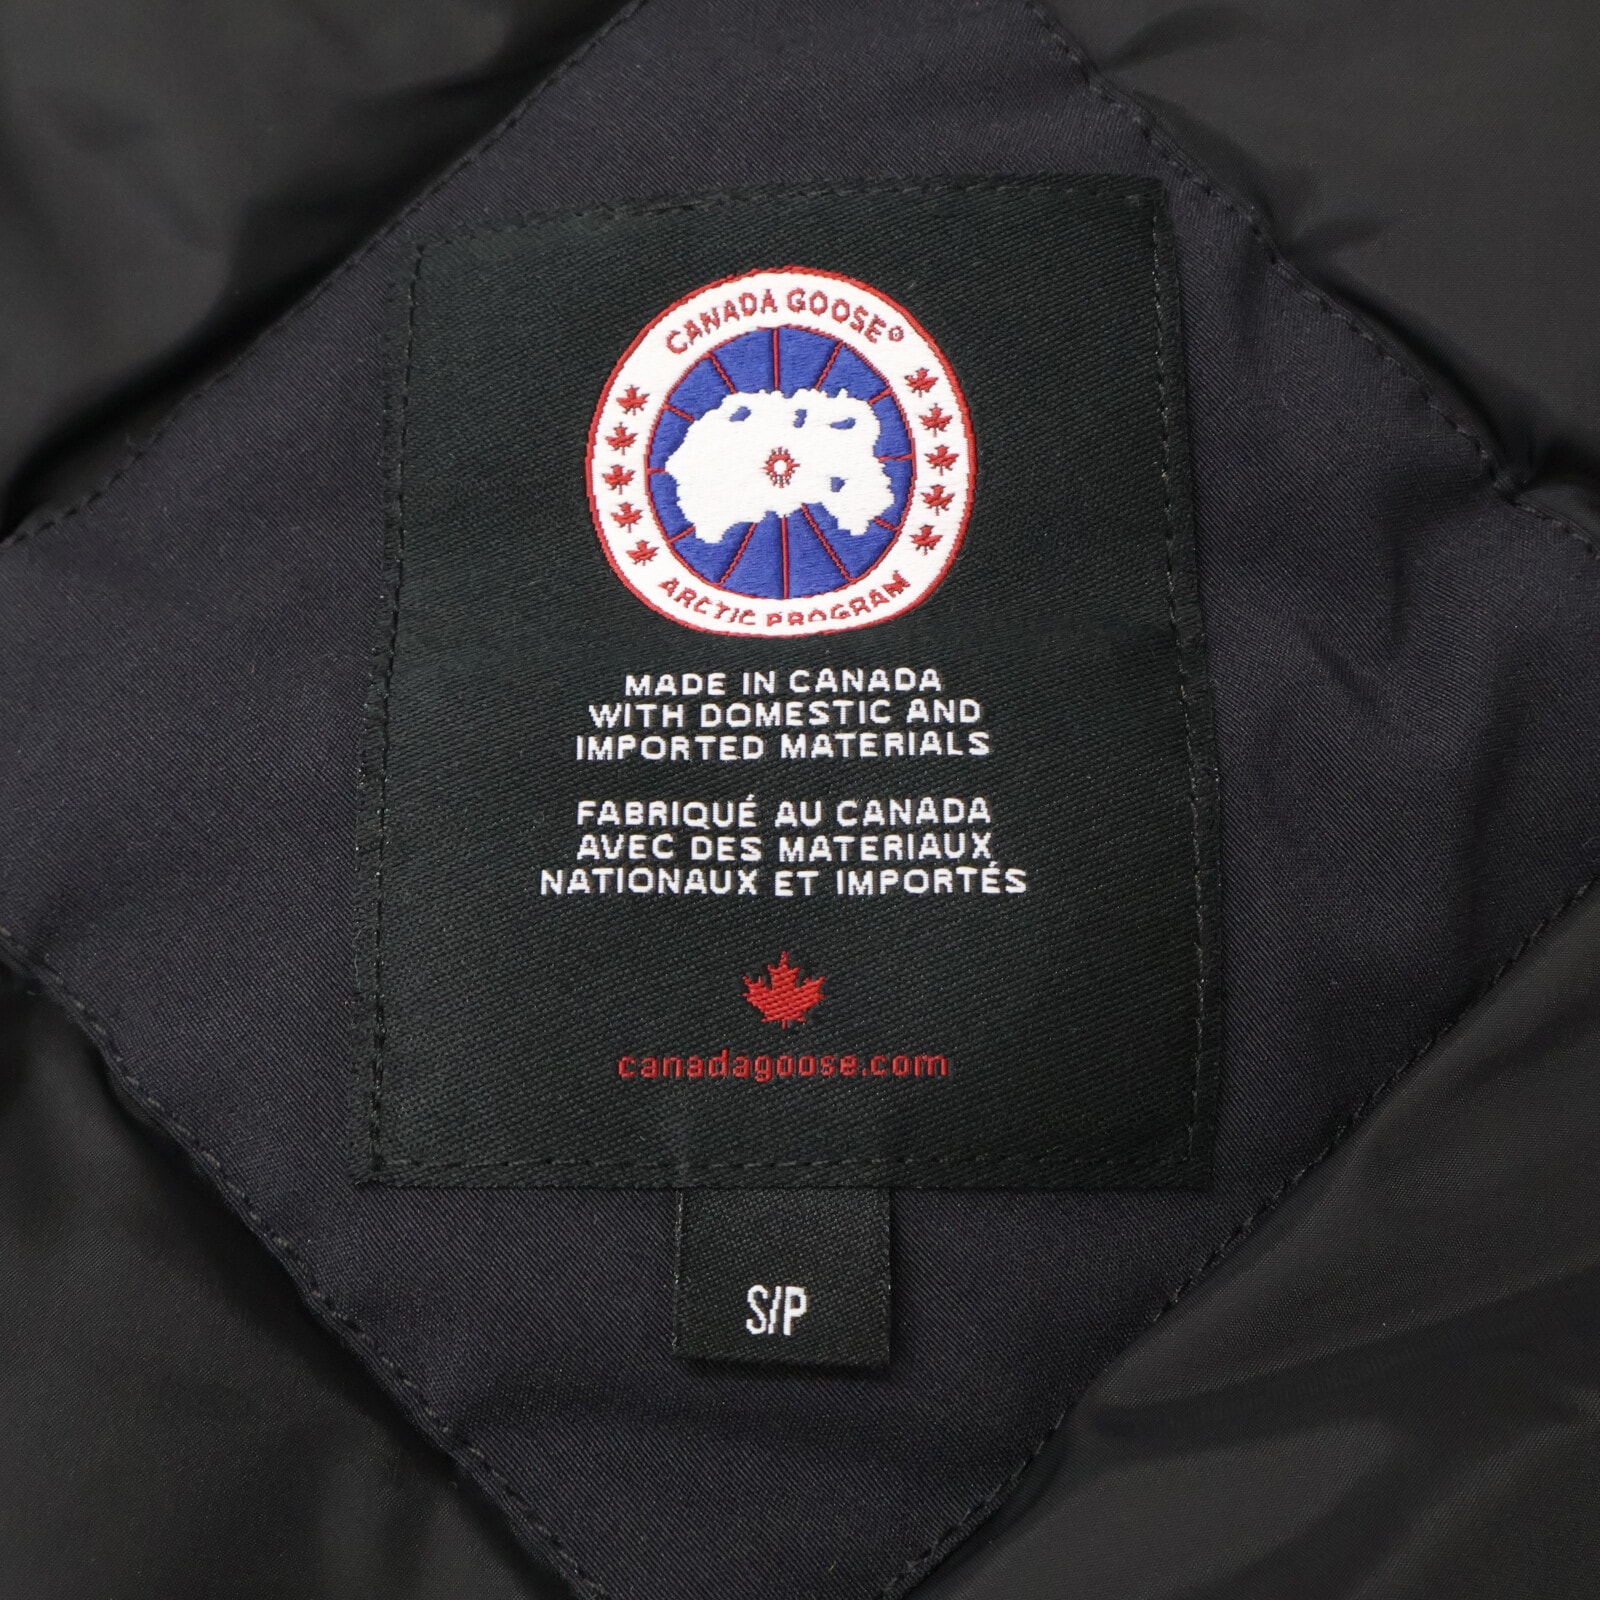 CANADA GOOSE®
ARCTIC PROGRAM
MADE IN CANADA
WITH DOMESTIC AND
IMPORTED MATERIALS
FABRIQUÉ AU CANADA
AVEC DES MATERIAUX
NATIONAUX ET IMPORTÉS
canadagoose.com
S/P